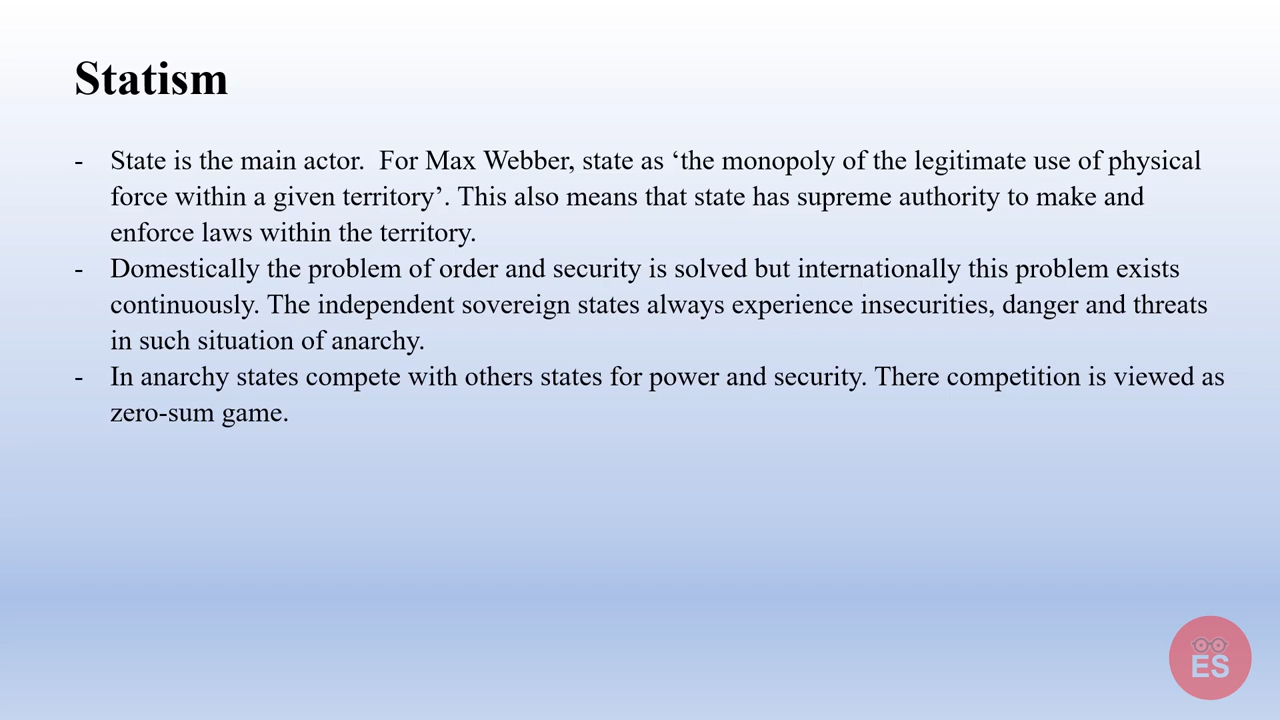 Statism
- State is the main actor.  For Max Webber, state as ‘the monopoly of the legitimate use of physical
force within a given territory’. This also means that state has supreme authority to make and
enforce laws within the territory.
- Domestically the problem of order and security is solved but internationally this problem exists
continuously. The independent sovereign states always experience insecurities, danger and threats
in such situation of anarchy.
- In anarchy states compete with others states for power and security. There competition is viewed as
zero-sum game.
ES